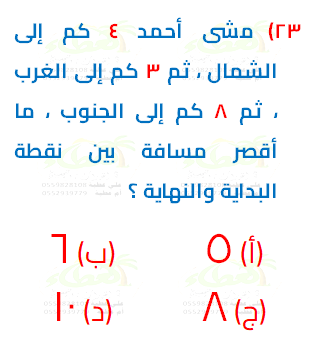 ٢٣) مشى أحمد ٤ كم إلى
الشمال ، ثم ٣ كم إلى الغرب
، ثم ٨ كم إلى الجنوب ، ما
أقصر مسافة بين نقطة
البداية والنهاية ؟
(أ) ٥ (ب) ٦
(ج) ٨ (د) ١٠